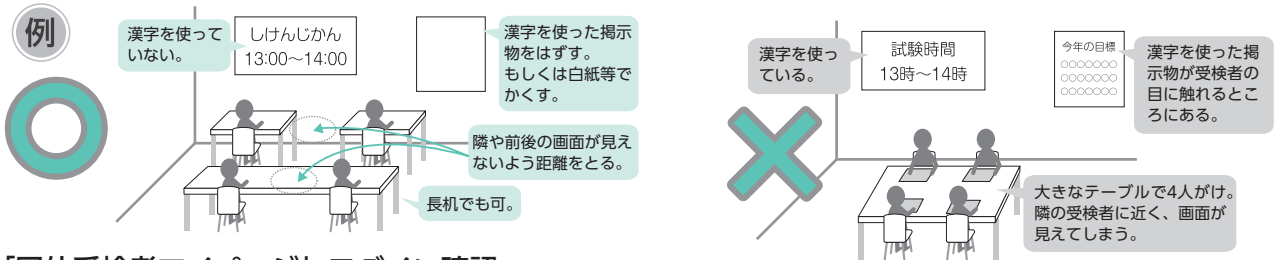 例
漢字を使って
いない。
しけんじかん
13:00〜14:00
漢字を使った掲示
物をはずす。
もしくは白紙等で
かくす。
隣や前後の画面が見え
ないよう距離をとる。
長机でも可。
漢字を使っ
ている。
試験時間
13時〜14時
今年の目標
○○○○○○○
○○○○○○○
○○○○○○○
漢字を使った掲
示物が受検者の
目に触れるとこ
ろにある。
大きなテーブルで4人がけ。
隣の受検者に近く、画面が
見えてしまう。